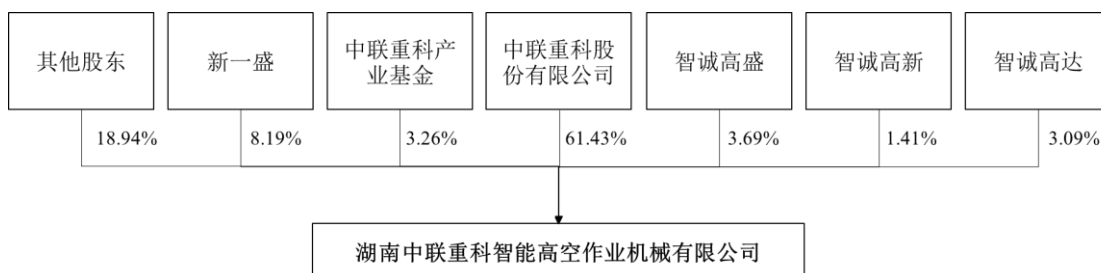 其他股东
新一盛
中联重科产
业基金
中联重科股
份有限公司
智诚高盛
智诚高新
智诚高达
18.94%
8.19%
3.26%
61.43%
3.69%
1.41%
3.09%
湖南中联重科智能高空作业机械有限公司